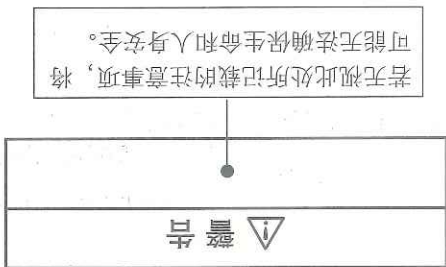 ⚠警告
若无视此处所记载的注意事项，将
可能无法确保生命和人身安全。